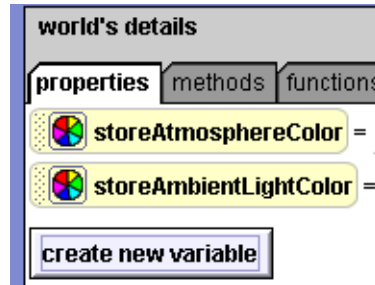 world's details
properties methods functions
storeAtmosphereColor =
storeAmbientLightColor =
create new variable